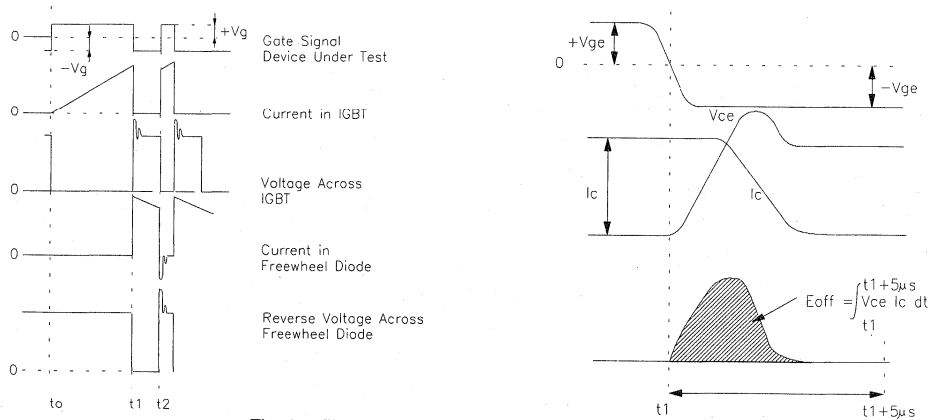 0
+Vg
−Vg
Gate Signal
Device Under Test
0
Current in IGBT
0
Voltage Across
IGBT
0
Current in
Freewheel Diode
Reverse Voltage Across
Freewheel Diode
0
to
t1
t2
+Vge
0
−Vge
Vce
Ic
Ic
t1+5µs
Eoff = ∫ Vce Ic dt
t1
t1
t1+5µs